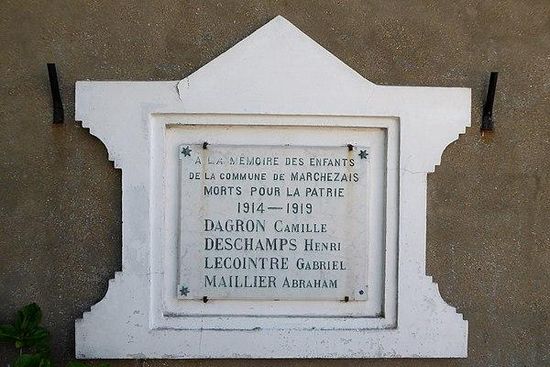 A LA MÉMOIRE DES ENFANTS
DE LA COMMUNE DE MARCHEZAIS
MORTS POUR LA PATRIE
1914—1919
DAGRON CAMILLE
DESCHAMPS HENRI
LECOINTRE GABRIEL
MAILLIER ABRAHAM